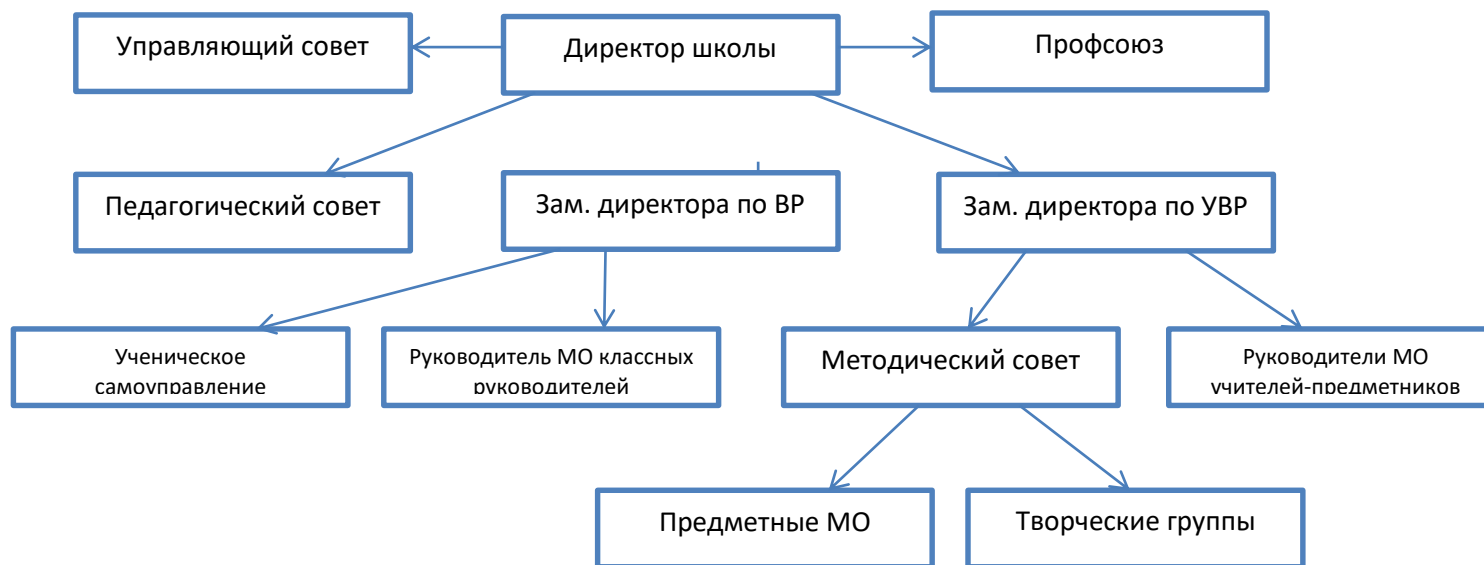 Управляющий совет
Директор школы
Профсоюз
Педагогический совет
Зам. директора по ВР
Зам. директора по УВР
Ученическое
самоуправление
Руководитель МО классных
руководителей
Методический совет
Руководители МО
учителей-предметников
Предметные МО
Творческие группы